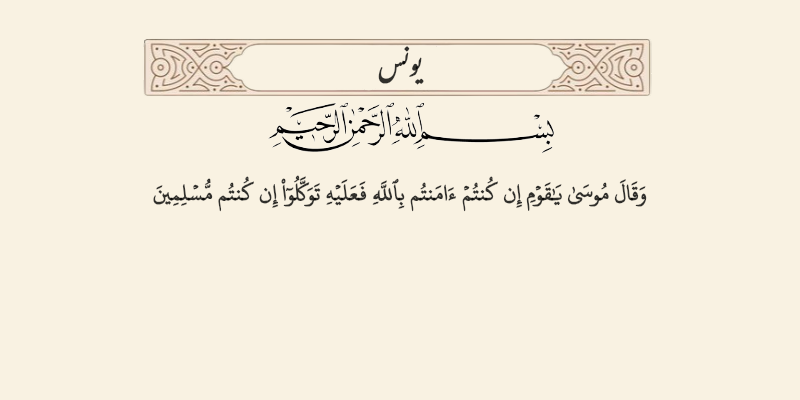 يونس
بِسْمِ ٱللَّهِ ٱلرَّحْمَٰنِ ٱلرَّحِيمِ
وَقَالَ مُوسَىٰ يَٰقَوْمِ إِن كُنتُمْ ءَامَنتُم بِٱللَّهِ فَعَلَيْهِ تَوَكَّلُوٓا۟ إِن كُنتُم مُّسْلِمِينَ